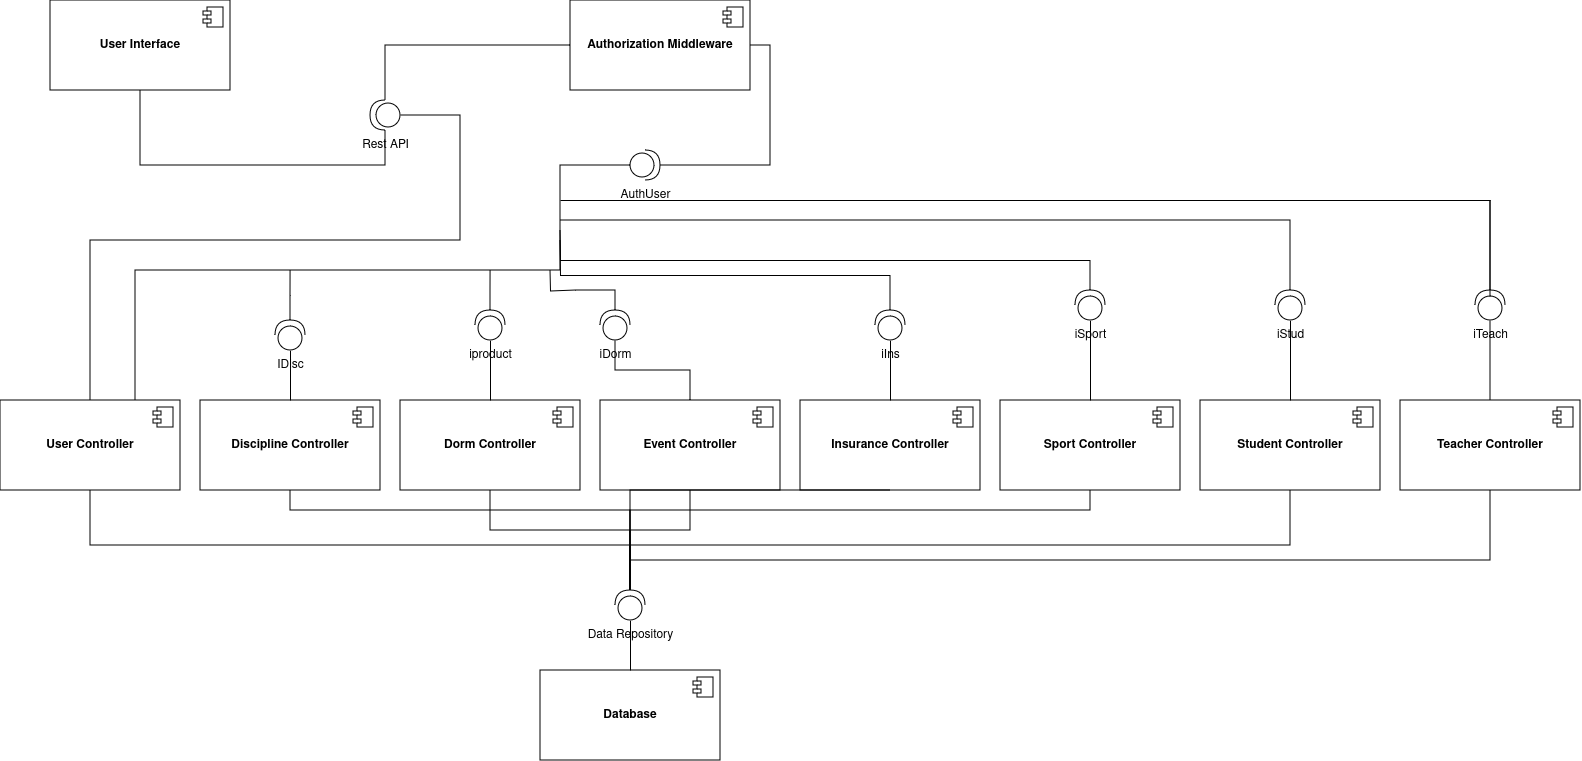 User Interface
Authorization Middleware
Rest API
AuthUser
iSport
iStud
iTeach
IDisc
iproduct
iDorm
iIns
User Controller
Discipline Controller
Dorm Controller
Event Controller
Insurance Controller
Sport Controller
Student Controller
Teacher Controller
Data Repository
Database